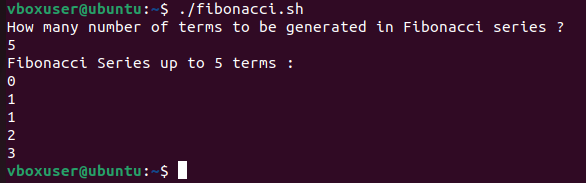 vboxuser@ubuntu:~$ ./fibonacci.sh
How many number of terms to be generated in Fibonacci series ?
5
Fibonacci Series up to 5 terms :
0
1
1
2
3
vboxuser@ubuntu:~$